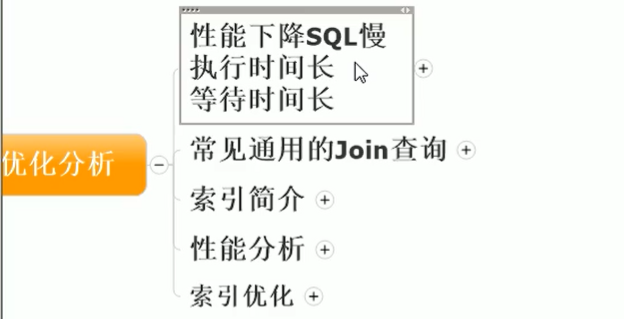 性能下降SQL慢
执行时间长
等待时间长
优化分析
常见通用的Join查询
索引简介
性能分析
索引优化